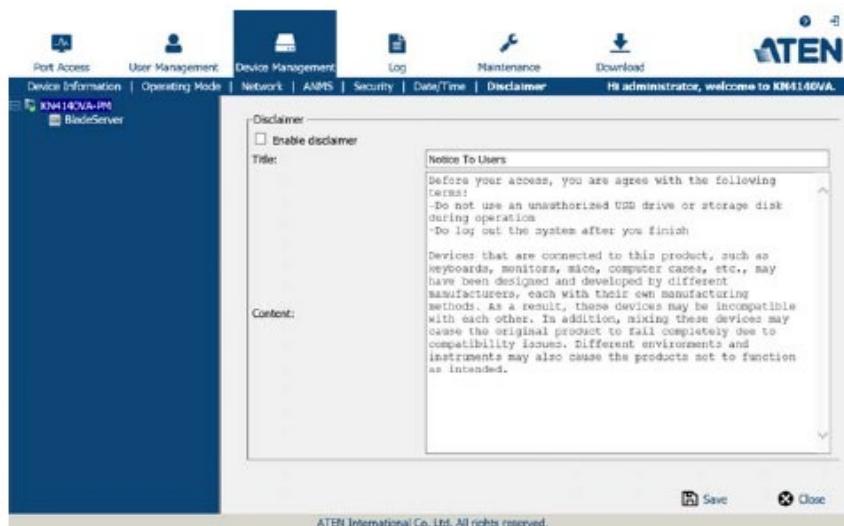 ATEN
Port Access
User Management
Device Management
Log
Maintenance
Download
Device Information | Operating Mode | Network | ANMS | Security | Date/Time | Disclaimer
Hi administrator, welcome to KN4140VA.
KN4140VA-PM
BladeServer
Disclaimer
Enable disclaimer
Title:
Notice To Users
Content:
Before your access, you are agree with the following
terms:
-Do not use an unauthorized USB drive or storage disk
during operation
-Do log out the system after you finish
Devices that are connected to this product, such as
keyboards, monitors, mice, computer cases, etc., may
have been designed and developed by different
manufacturers, each with their own manufacturing
methods. As a result, these devices may be incompatible
with each other. In addition, mixing these devices may
cause the original product to fail completely due to
compatibility issues. Different environments and
instruments may also cause the products not to function
as intended.
Save
Close
ATEN International Co. Ltd. All rights reserved.